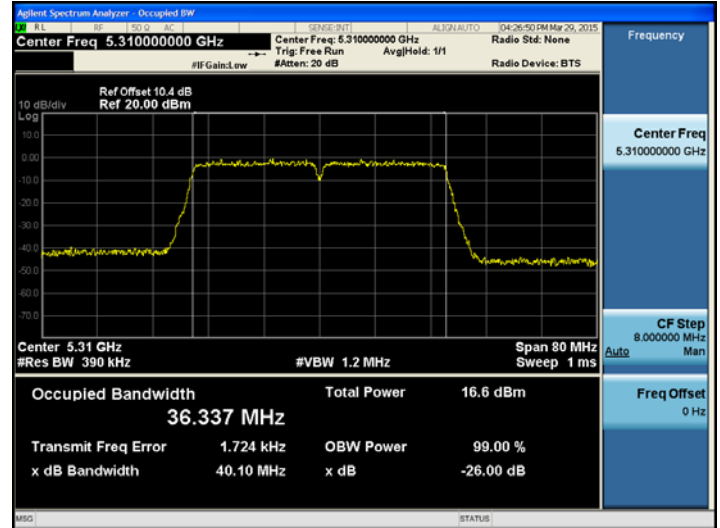 Agilent Spectrum Analyzer - Occupied BW
RL RF 50 Ω AC SENSE:INT ALIGNAUTO 04:26:50 PM Mar 29, 2015
Center Freq 5.310000000 GHz
Center Freq: 5.310000000 GHz
Radio Std: None
Trig: Free Run Avg|Hold: 1/1
#IFGain:Low #Atten: 20 dB Radio Device: BTS
Ref Offset 10.4 dB
10 dB/div Ref 20.00 dBm
Log
10.0
0.00
-10.0
-20.0
-30.0
-40.0
-50.0
-60.0
-70.0
Center 5.31 GHz Span 80 MHz
#Res BW 390 kHz #VBW 1.2 MHz Sweep 1 ms
Occupied Bandwidth Total Power 16.6 dBm
36.337 MHz
Transmit Freq Error 1.724 kHz OBW Power 99.00 %
x dB Bandwidth 40.10 MHz x dB -26.00 dB
MSG STATUS
Frequency
Center Freq
5.310000000 GHz
CF Step
8.000000 MHz
Auto Man
Freq Offset
0 Hz